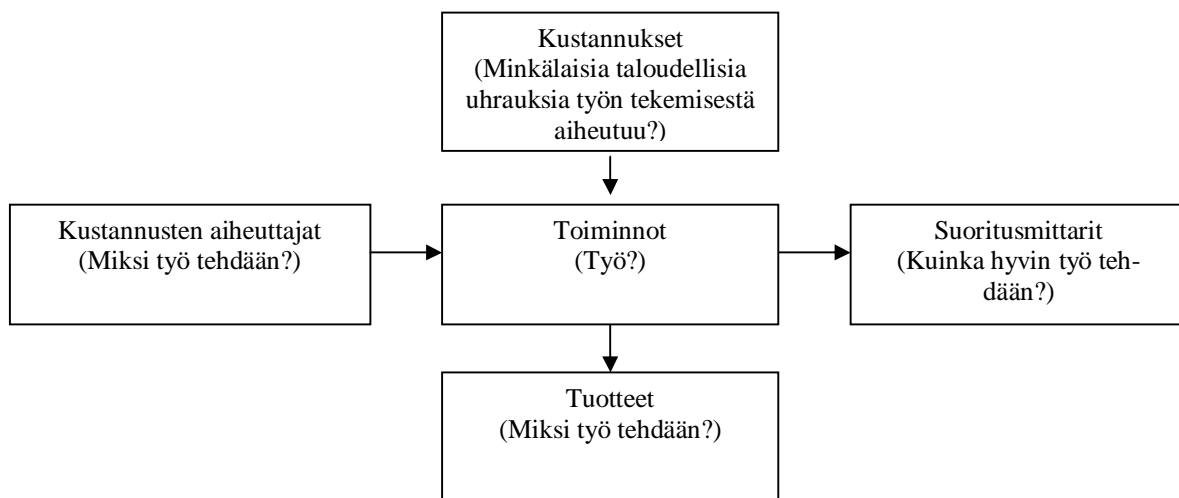 Kustannukset
(Minkälaisia taloudellisia
uhrauksia työn tekemisestä
aiheutuu?)
Kustannusten aiheuttajat
(Miksi työ tehdään?)
Toiminnot
(Työ?)
Suoritusmittarit
(Kuinka hyvin työ teh-
dään?)
Tuotteet
(Miksi työ tehdään?)